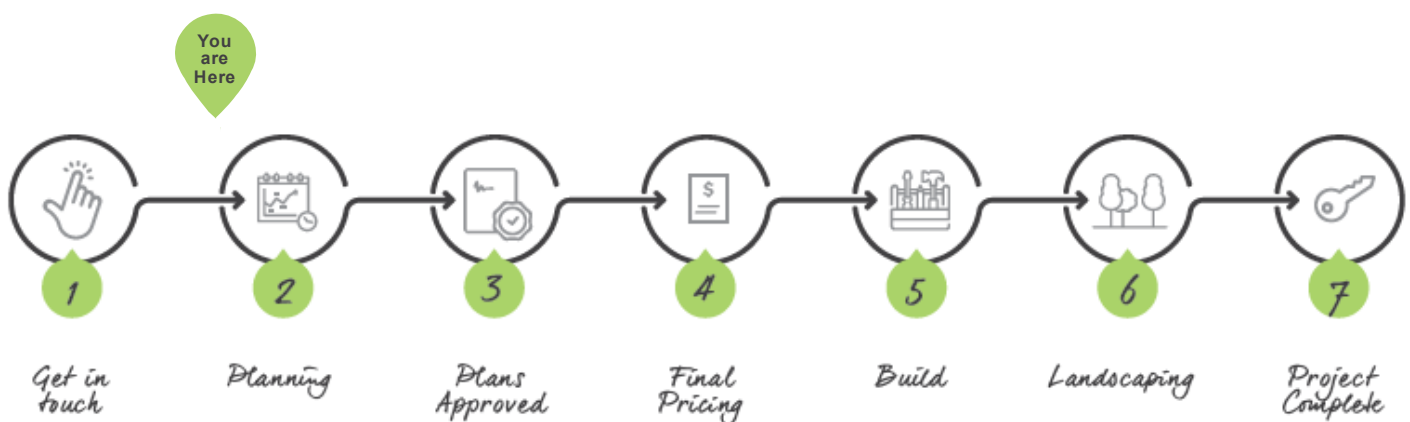 You
are
Here
1
2
3
4
5
6
7
Get in
touch
Planning
Plans
Approved
Final
Pricing
Build
Landscaping
Project
Complete
$